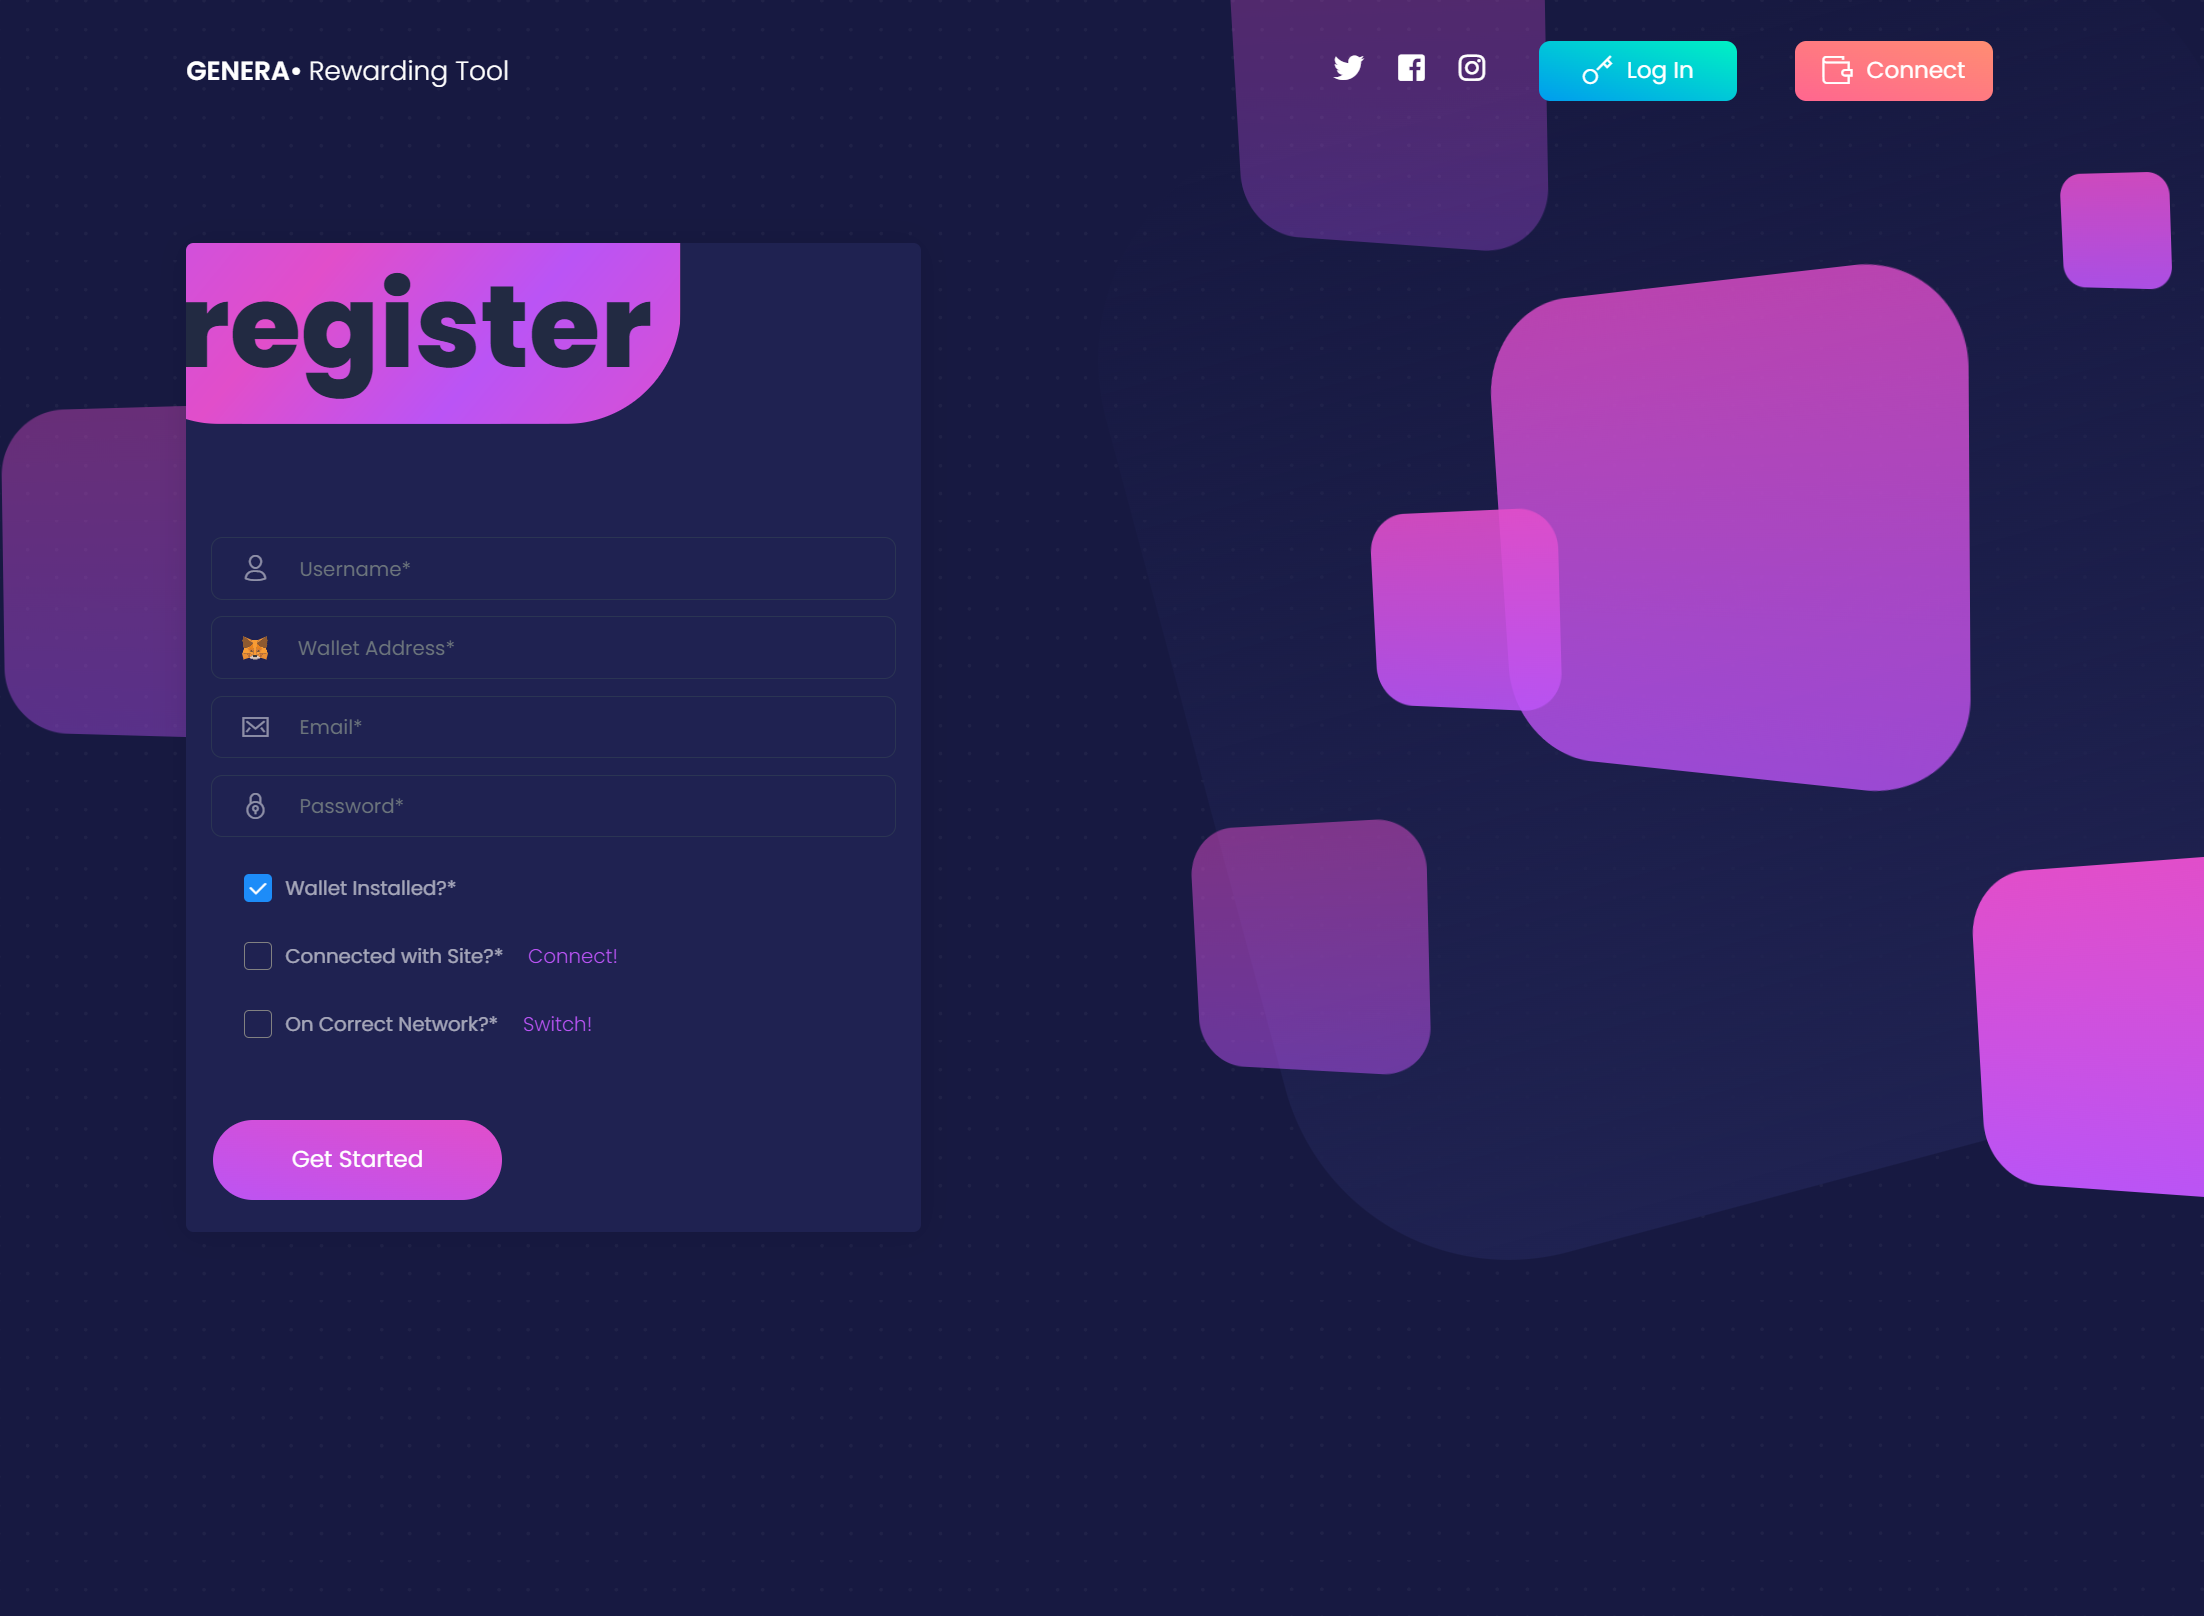 GENERA• Rewarding Tool
Log In
Connect
register
Username*
Wallet Address*
Email*
Password*
Wallet Installed?*
Connected with Site?* Connect!
On Correct Network?* Switch!
Get Started